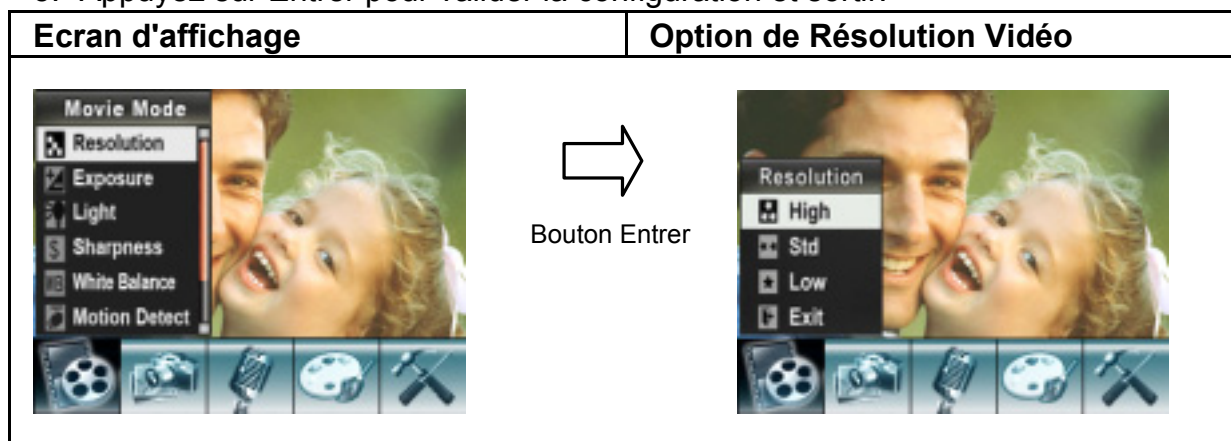 Ecran d'affichage
Option de Résolution Vidéo
Movie Mode
Resolution
Exposure
Light
Sharpness
White Balance
Motion Detect
Bouton Entrer
Resolution
High
Std
Low
Exit